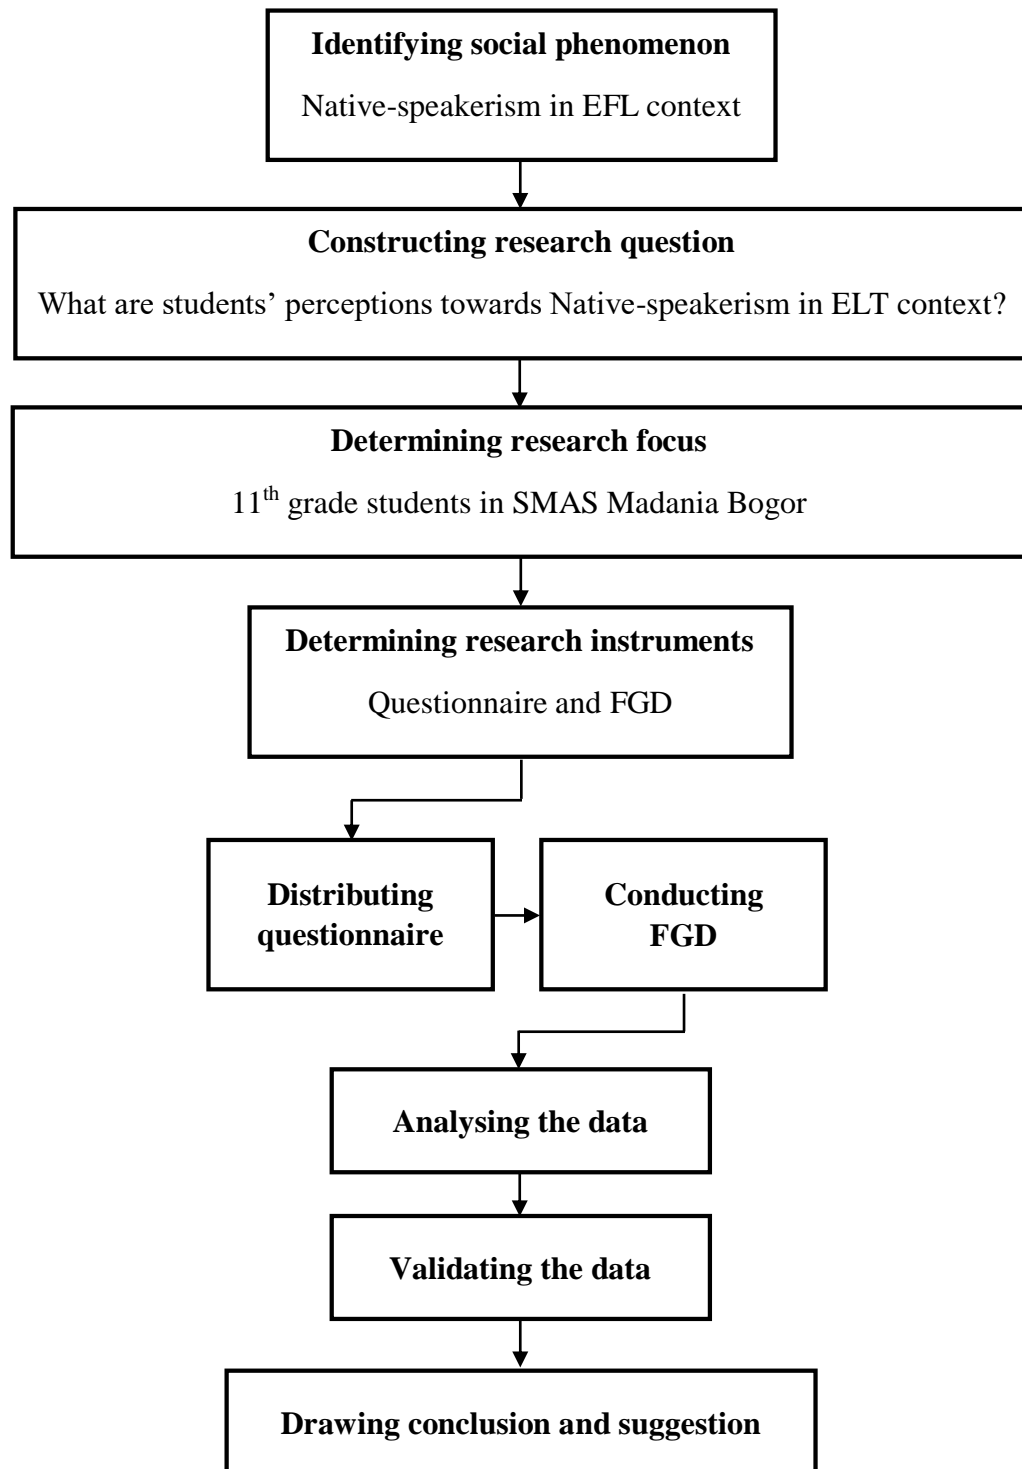 Identifying social phenomenon
Native-speakerism in EFL context
Constructing research question
What are students’ perceptions towards Native-speakerism in ELT context?
Determining research focus
11th grade students in SMAS Madania Bogor
Determining research instruments
Questionnaire and FGD
Distributing
questionnaire
Conducting
FGD
Analysing the data
Validating the data
Drawing conclusion and suggestion